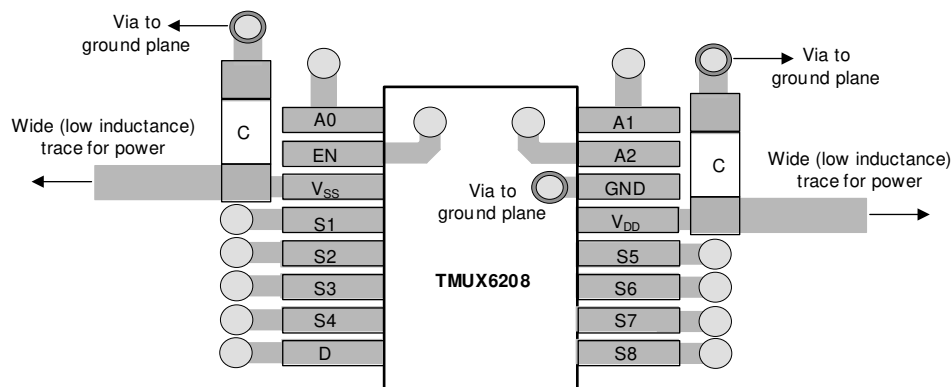 Via to
ground plane
Via to
ground plane
C
C
Wide (low inductance)
trace for power
Wide (low inductance)
trace for power
A0
EN
VSS
S1
S2
S3
S4
D
A1
A2
GND
VDD
S5
S6
S7
S8
Via to
ground plane
TMUX6208